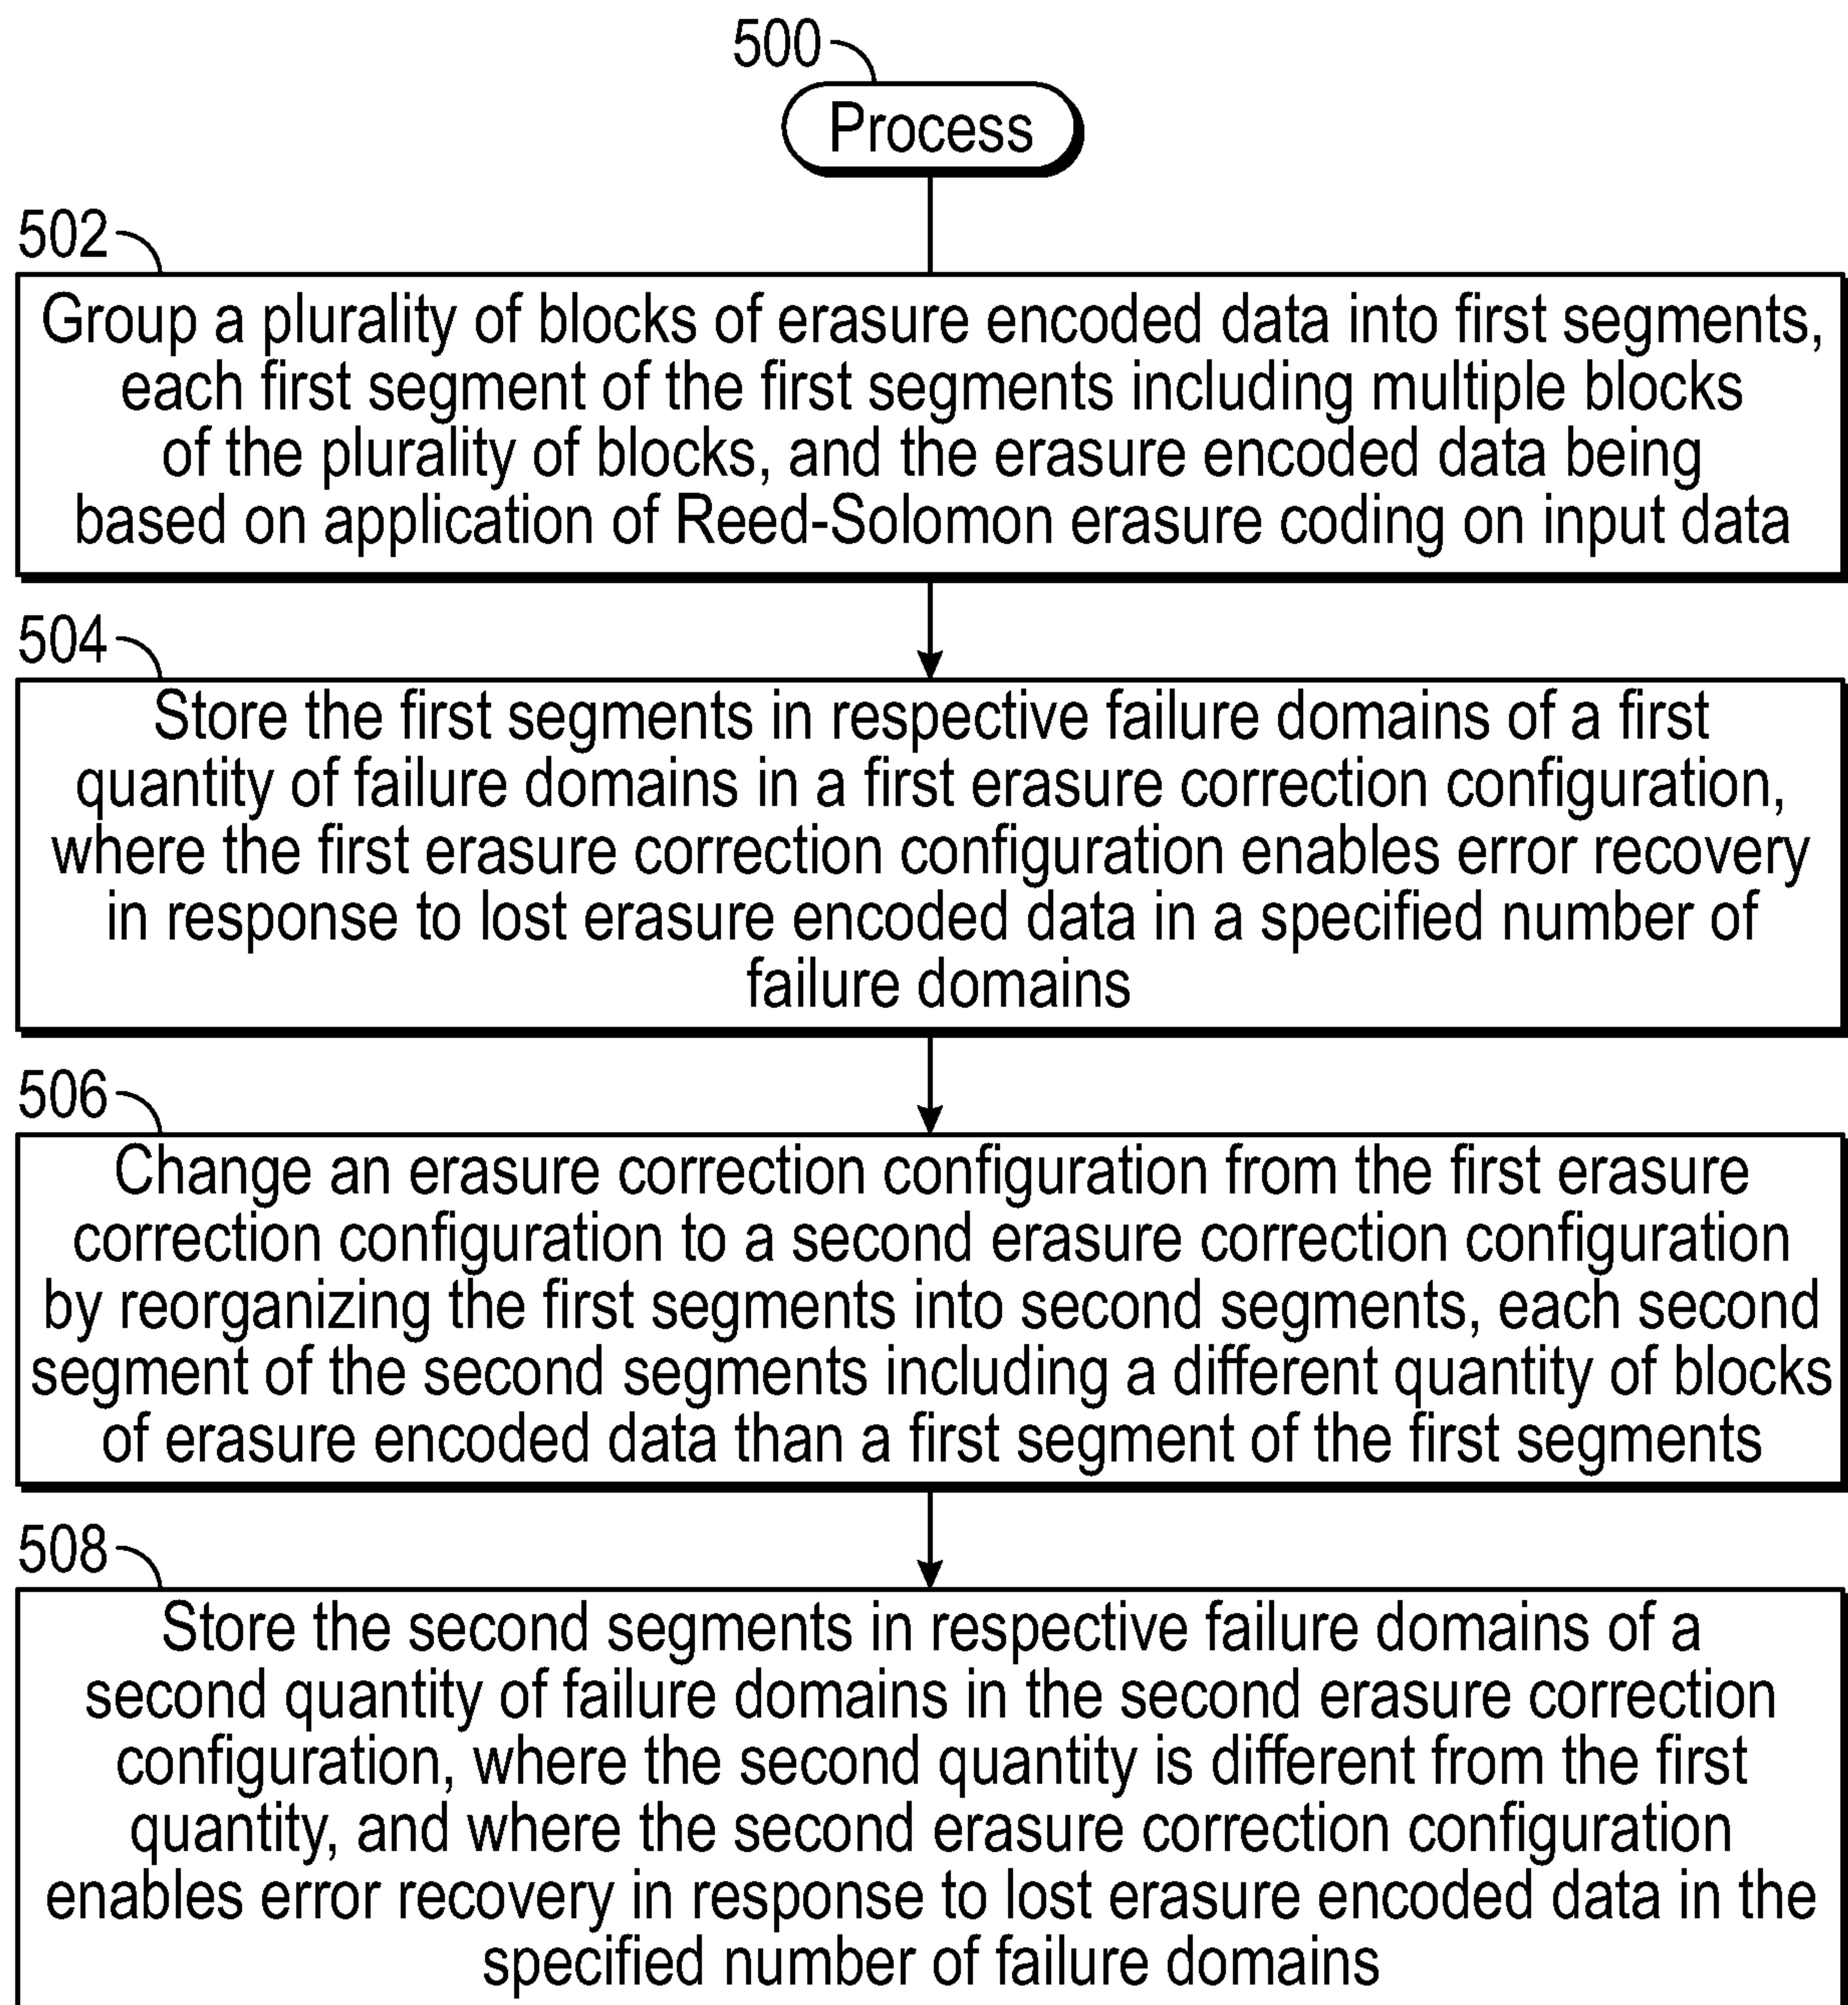 500
Process
502
Group a plurality of blocks of erasure encoded data into first segments,
each first segment of the first segments including multiple blocks
of the plurality of blocks, and the erasure encoded data being
based on application of Reed-Solomon erasure coding on input data
504
Store the first segments in respective failure domains of a first
quantity of failure domains in a first erasure correction configuration,
where the first erasure correction configuration enables error recovery
in response to lost erasure encoded data in a specified number of
failure domains
506
Change an erasure correction configuration from the first erasure
correction configuration to a second erasure correction configuration
by reorganizing the first segments into second segments, each second
segment of the second segments including a different quantity of blocks
of erasure encoded data than a first segment of the first segments
508
Store the second segments in respective failure domains of a
second quantity of failure domains in the second erasure correction
configuration, where the second quantity is different from the first
quantity, and where the second erasure correction configuration
enables error recovery in response to lost erasure encoded data in the
specified number of failure domains